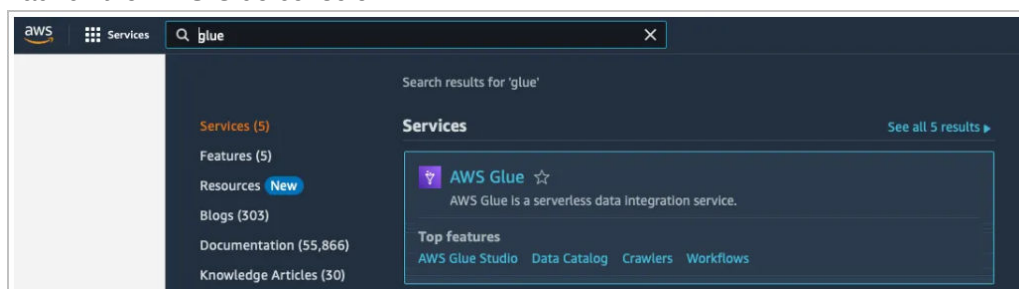 aws
Services
glue
Search results for 'glue'
Services (5)
Features (5)
Resources New
Blogs (303)
Documentation (55,866)
Knowledge Articles (30)
Services
See all 5 results ▶
AWS Glue
AWS Glue is a serverless data integration service.
Top features
AWS Glue Studio Data Catalog Crawlers Workflows